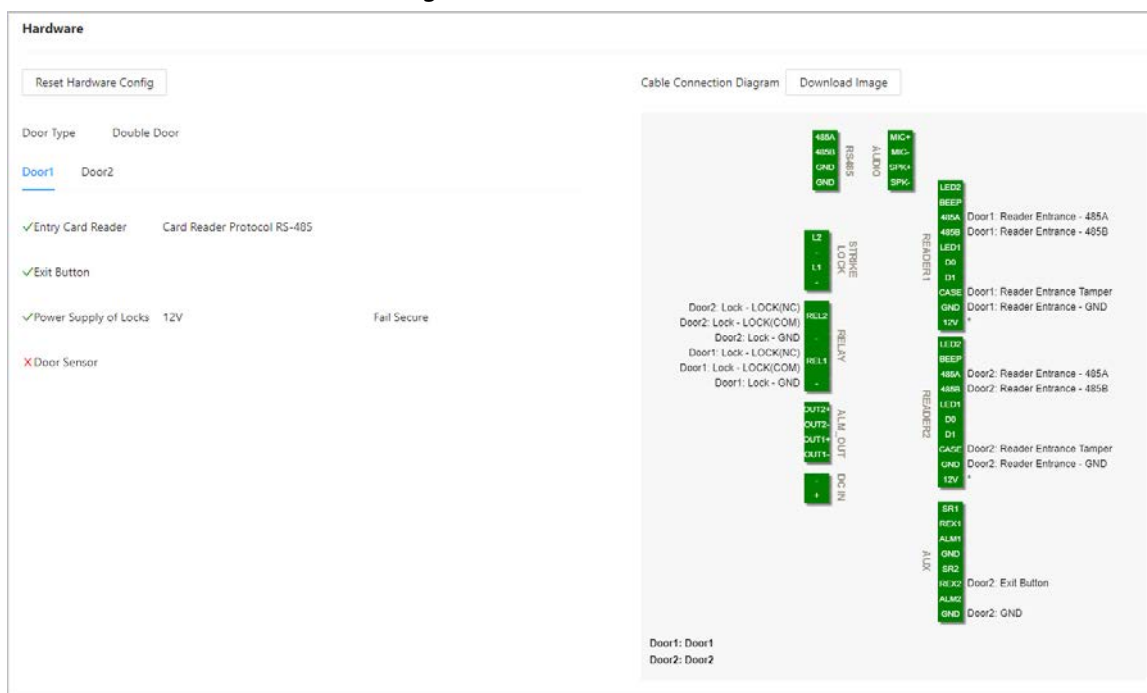 Hardware
Reset Hardware Config
Door Type Double Door
Door1 Door2
Entry Card Reader Card Reader Protocol RS-485
Exit Button
Power Supply of Locks 12V Fail Secure
Door Sensor
Cable Connection Diagram Download Image
485A
485B
GND
GND
RS485
AUDIO
MIC+
MIC-
SPK+
SPK-
L2
-
L1
-
STRIKE
LOCK
Door2: Lock - LOCK(NC)
Door2: Lock - LOCK(COM)
Door2: Lock - GND
Door1: Lock - LOCK(NC)
Door1: Lock - LOCK(COM)
Door1: Lock - GND
REL2
-
REL1
-
RELAY
OUT2+
OUT2-
OUT1+
OUT1-
ALM_OUT
-
+
DC IN
READER1
LED2
BEEP
485A Door1: Reader Entrance - 485A
485B Door1: Reader Entrance - 485B
LED1
D0
D1
CASE Door1: Reader Entrance Tamper
GND Door1: Reader Entrance - GND
12V *
READER2
LED2
BEEP
485A Door2: Reader Entrance - 485A
485B Door2: Reader Entrance - 485B
LED1
D0
D1
CASE Door2: Reader Entrance Tamper
GND Door2: Reader Entrance - GND
12V *
AUX
SR1
REX1
ALM1
GND
SR2
REX2 Door2: Exit Button
ALM2
GND Door2: GND
Door1: Door1
Door2: Door2